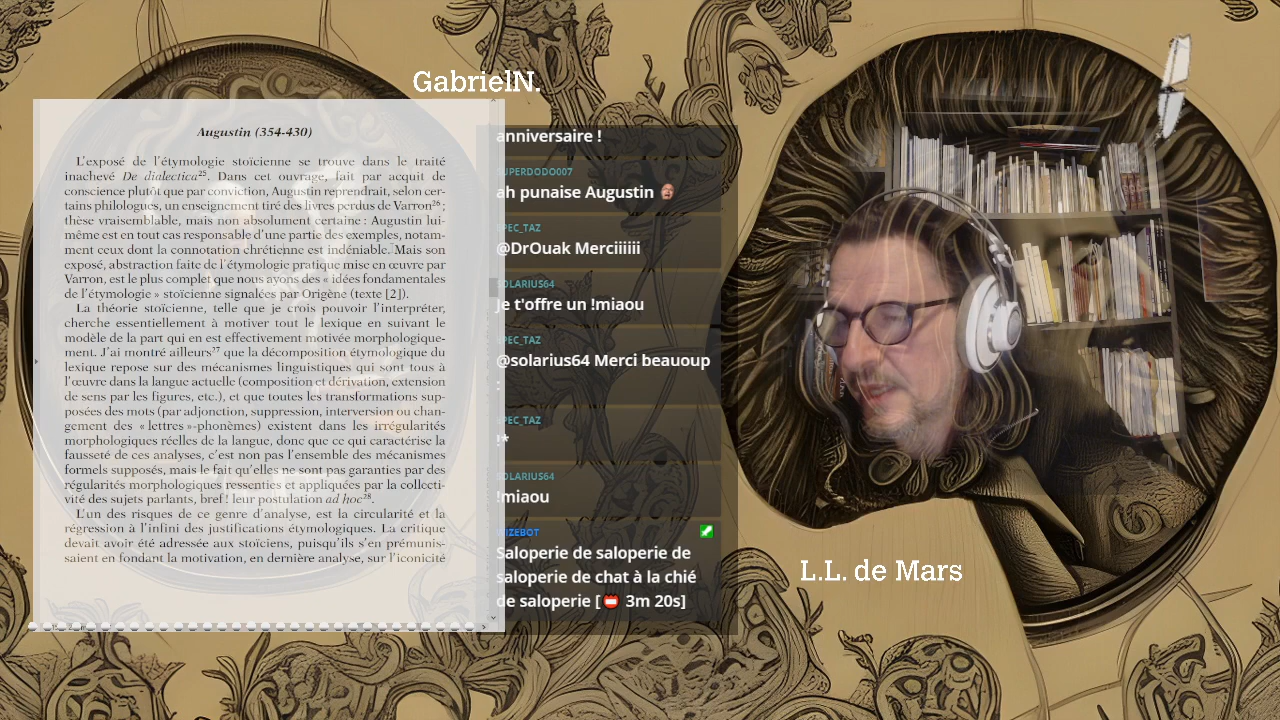 GabrielN.
Augustin (354-430)
L'exposé de l'étymologie stoïcienne se trouve dans le traité
inachevé De dialectica²⁵. Dans cet ouvrage, fait par acquit de
conscience plutôt que par conviction, Augustin reprendrait, selon cer-
tains philologues, un enseignement tiré des livres perdus de Varron²⁶ ;
thèse vraisemblable, mais non absolument certaine : Augustin lui-
même est en tout cas responsable d'une partie des exemples, notam-
ment ceux dont la connotation chrétienne est indéniable. Mais son
exposé, abstraction faite de l'étymologie pratique mise en œuvre par
Varron, est le plus complet que nous ayons des « idées fondamentales
de l'étymologie » stoïcienne signalées par Origène (texte [2]).
La théorie stoïcienne, telle que je crois pouvoir l'interpréter,
cherche essentiellement à motiver tout le lexique en suivant le
modèle de la part qui en est effectivement motivée morphologique-
ment. J'ai montré ailleurs²⁷ que la décomposition étymologique du
lexique repose sur des mécanismes linguistiques qui sont tous à
l'œuvre dans la langue actuelle (composition et dérivation, extension
de sens par les figures, etc.), et que toutes les transformations sup-
posées des mots (par adjonction, suppression, interversion ou chan-
gement des « lettres »-phonèmes) existent dans les irrégularités
morphologiques réelles de la langue, donc que ce qui caractérise la
fausseté de ces analyses, c'est non pas l'ensemble des mécanismes
formels supposés, mais le fait qu'elles ne sont pas garanties par des
régularités morphologiques ressenties et appliquées par la collecti-
vité des sujets parlants, bref ! leur postulation ad hoc²⁸.
L'un des risques de ce genre d'analyse, est la circularité et la
régression à l'infini des justifications étymologiques. La critique
devait avoir été adressée aux stoïciens, puisqu'ils s'en prémunis-
saient en fondant la motivation, en dernière analyse, sur l'iconicité
anniversaire !
SUPERDODO007
ah punaise Augustin
SPEC_TAZ
@DrOuak Merciiiiii
SOLARIUS64
Je t'offre un !miaou
SPEC_TAZ
@solarius64 Merci beauoup
:
SPEC_TAZ
!*
SOLARIUS64
!miaou
WIZEBOT
Saloperie de saloperie de
saloperie de chat à la chié
de saloperie [ 3m 20s]
L.L. de Mars